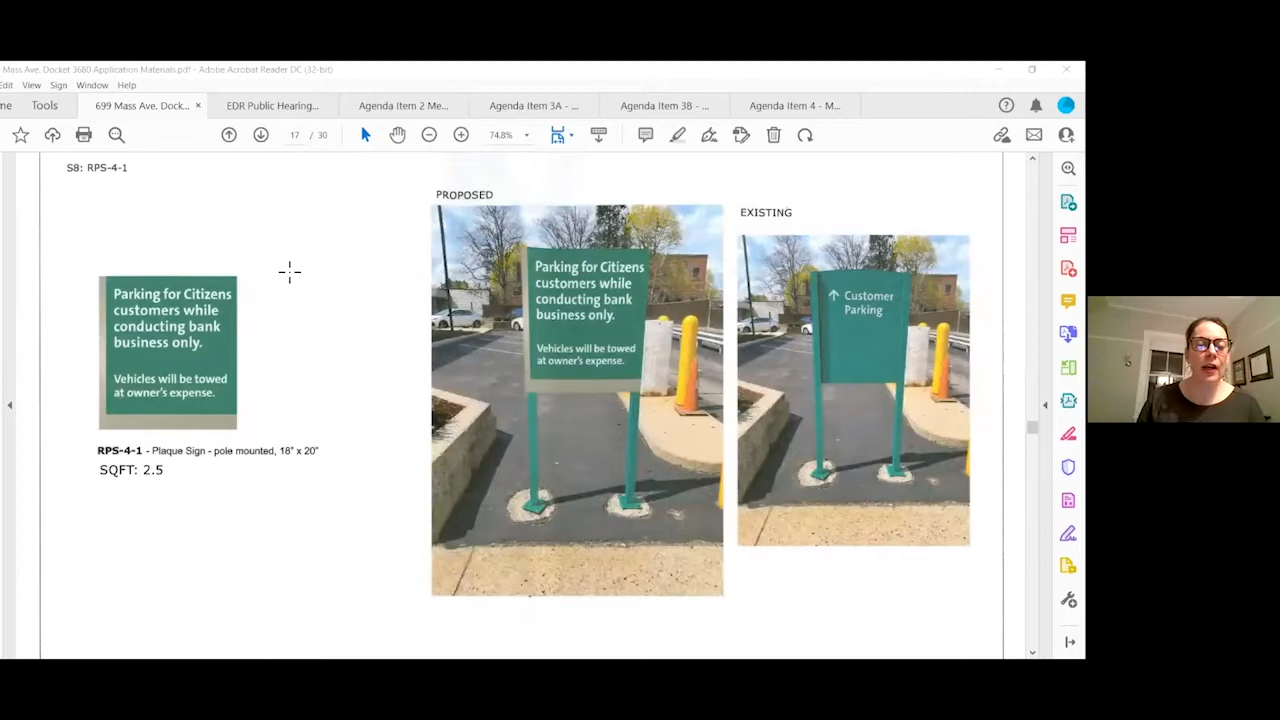 Mass Ave. Docket 3680 Application Materials.pdf - Adobe Acrobat Reader DC (32-bit)
Edit View Sign Window Help
me Tools 699 Mass Ave. Dock... × EDR Public Hearing... Agenda Item 2 Me... Agenda Item 3A - ... Agenda Item 3B - ... Agenda Item 4 - M...
17 / 30 74.8%
S8: RPS-4-1
PROPOSED
EXISTING
Parking for Citizens
customers while
conducting bank
business only.
Vehicles will be towed
at owner's expense.
RPS-4-1 - Plaque Sign - pole mounted, 18" x 20"
SQFT: 2.5
Parking for Citizens
customers while
conducting bank
business only.
Vehicles will be towed
at owner's expense.
↑ Customer
Parking